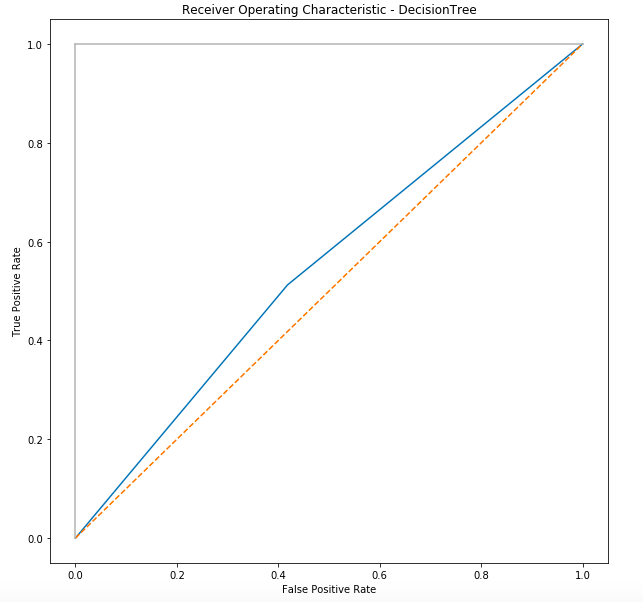 Receiver Operating Characteristic - DecisionTree
1.0
0.8
0.6
0.4
0.2
0.0
True Positive Rate
0.0 0.2 0.4 0.6 0.8 1.0
False Positive Rate